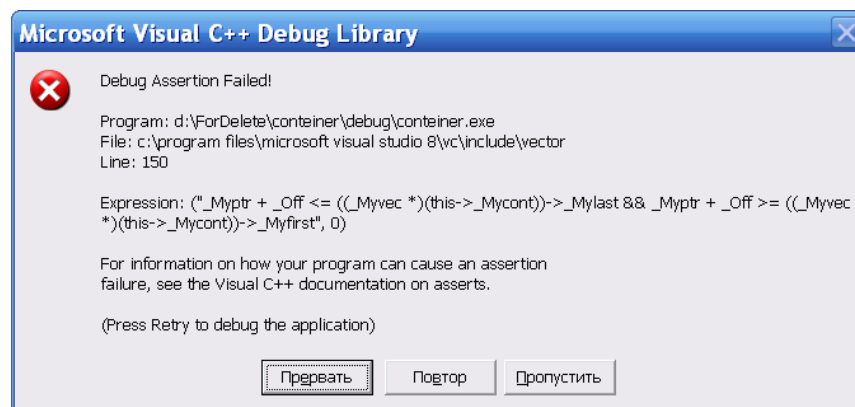 Microsoft Visual C++ Debug Library
Debug Assertion Failed!
Program: d:\ForDelete\conteiner\debug\conteiner.exe
File: c:\program files\microsoft visual studio 8\vc\include\vector
Line: 150
Expression: ("_Myptr + _Off <= ((_Myvec *)(this->_Mycont))->_Mylast && _Myptr + _Off >= ((_Myvec
*)(this->_Mycont))->_Myfirst", 0)
For information on how your program can cause an assertion
failure, see the Visual C++ documentation on asserts.
(Press Retry to debug the application)
Прервать Повтор Пропустить